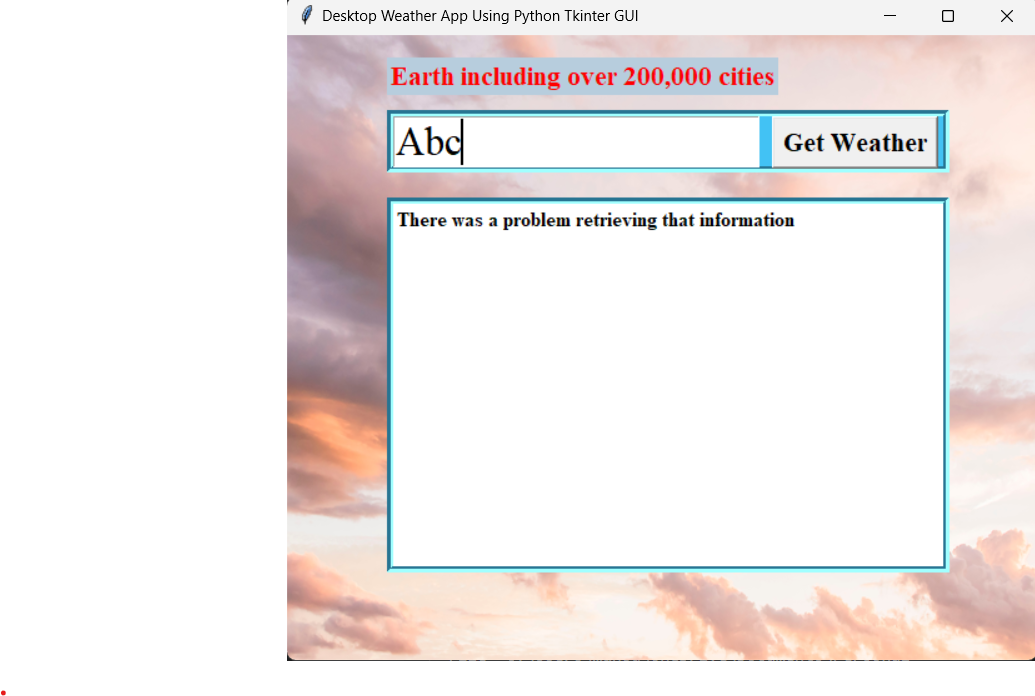 Desktop Weather App Using Python Tkinter GUI
Earth including over 200,000 cities
Abc
Get Weather
There was a problem retrieving that information